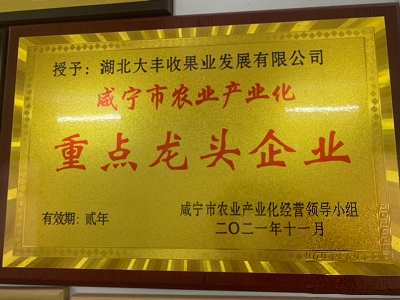 授予：湖北大丰收果业发展有限公司
咸宁市农业产业化
重点龙头企业
咸宁市农业产业化经营领导小组
有效期：贰年
二〇二一年十一月